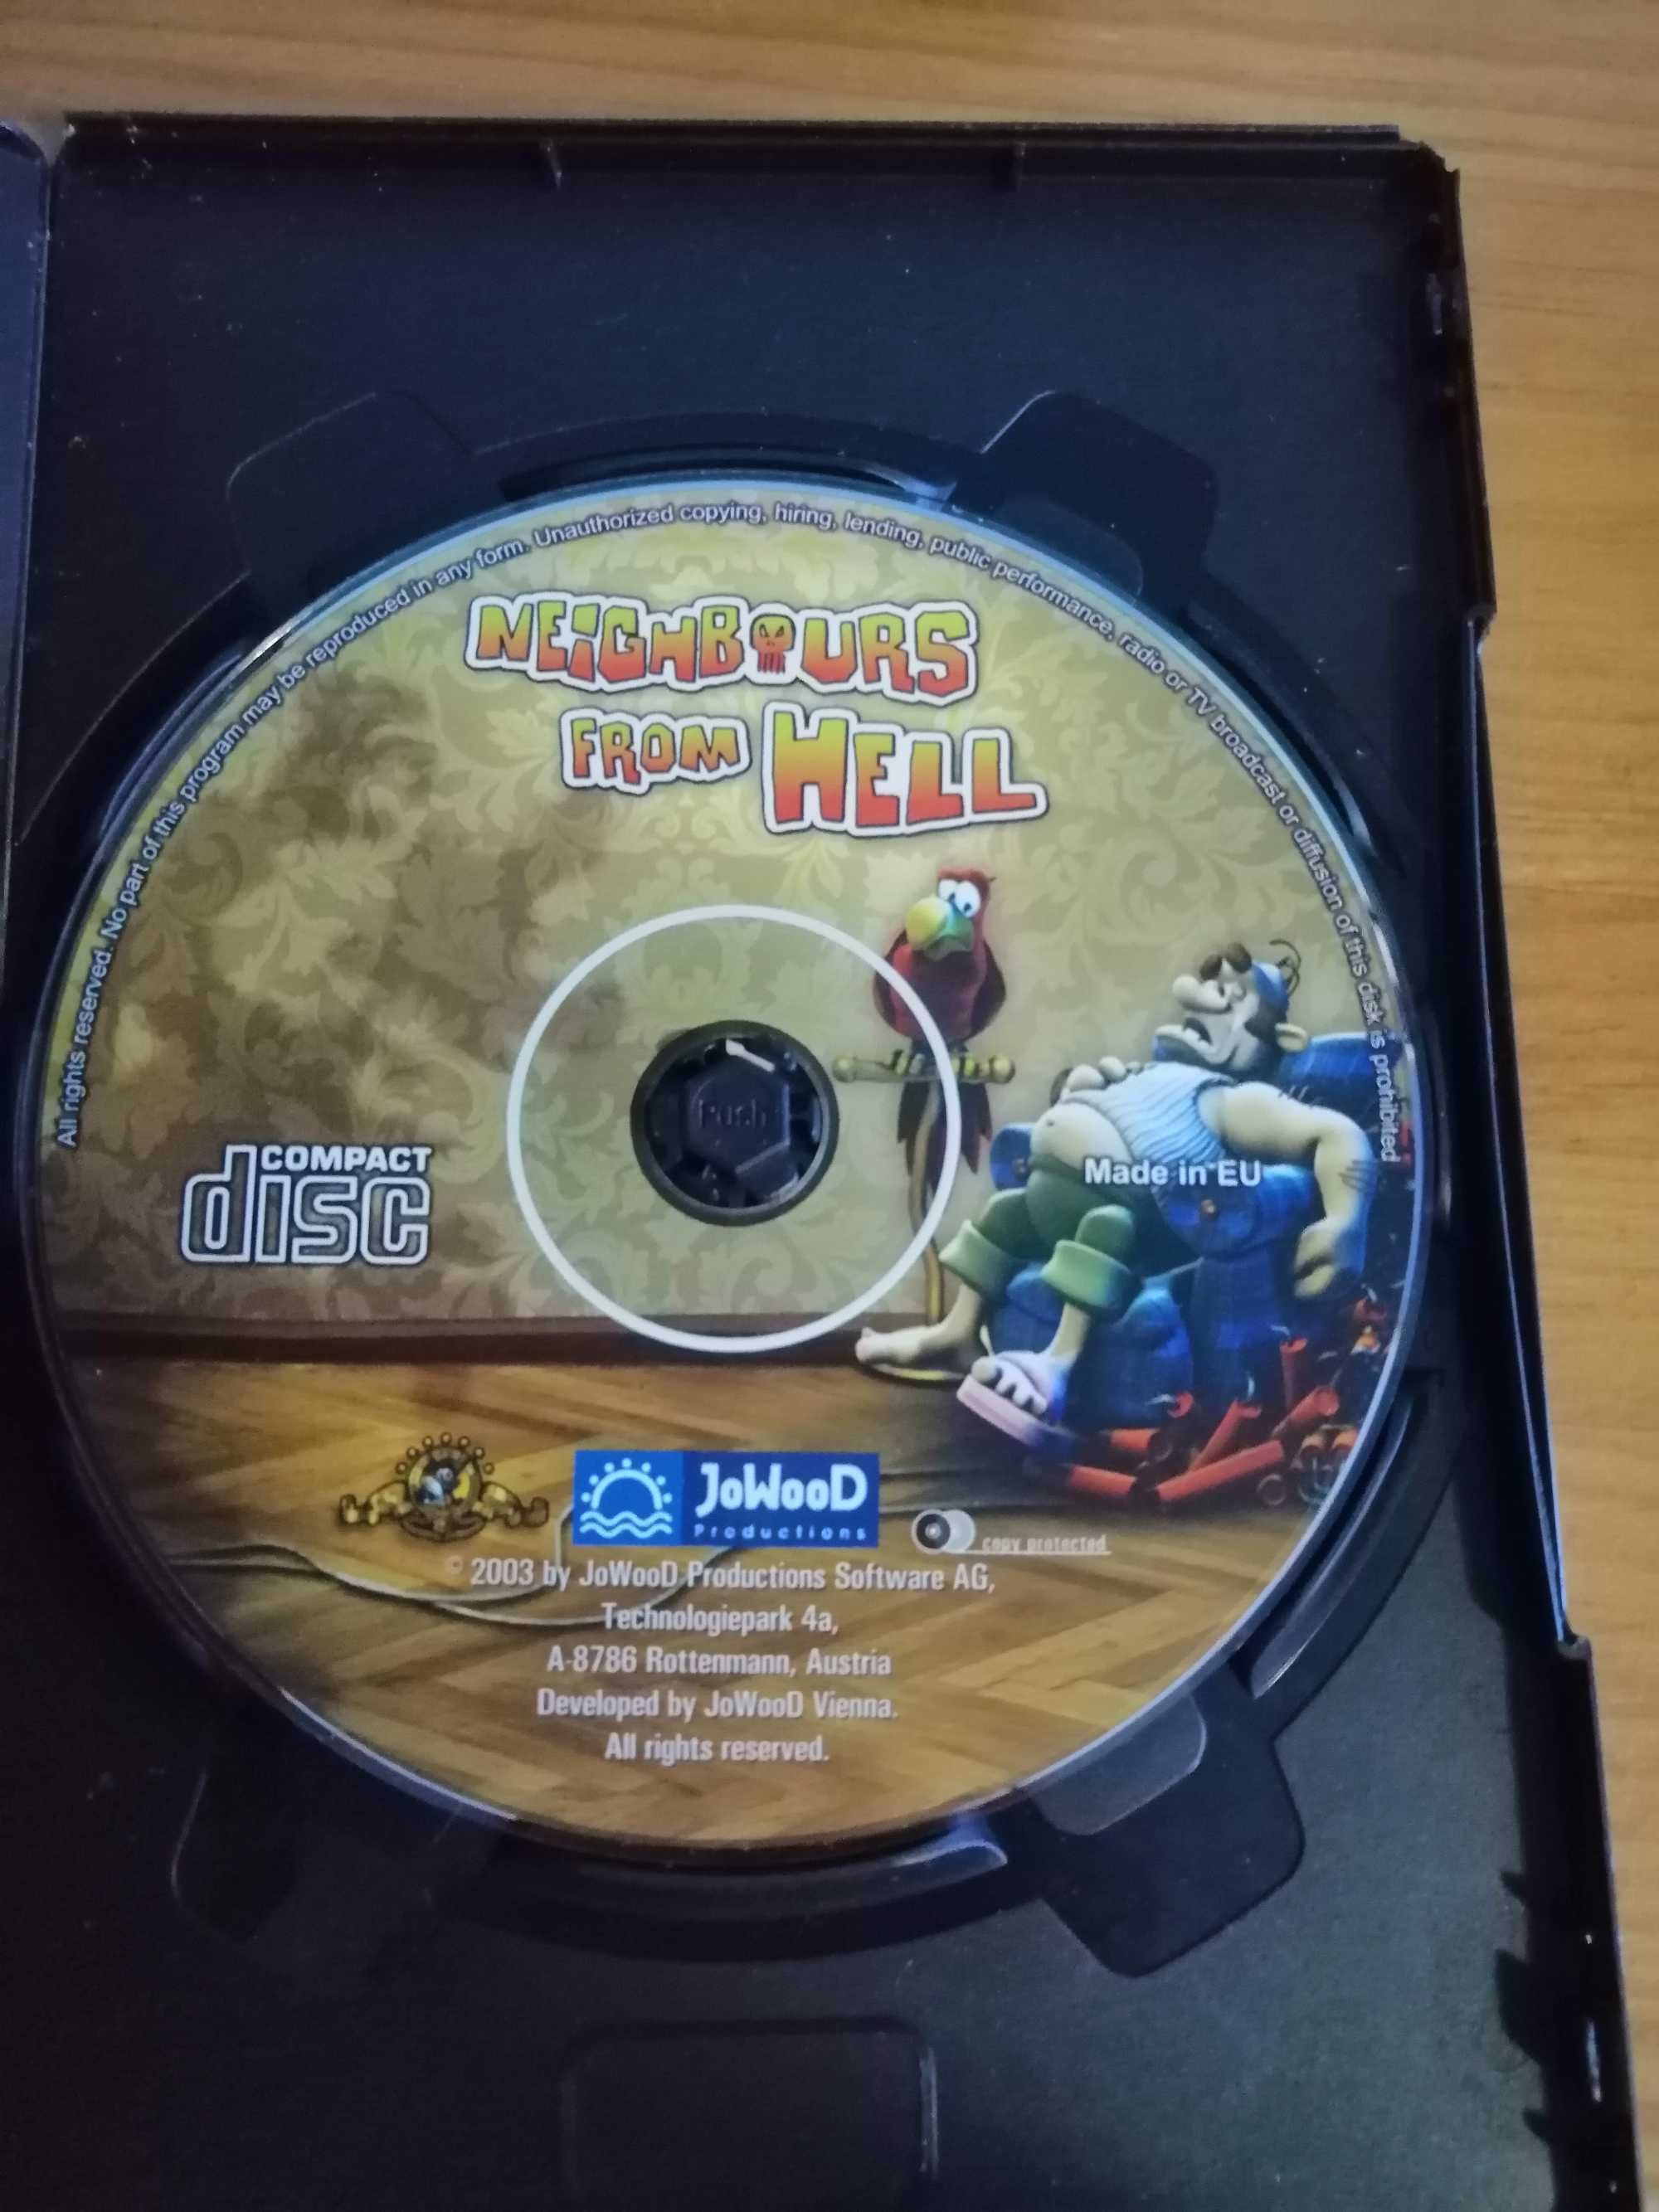 All rights reserved. No part of this program may be reproduced in any form. Unauthorized copying, hiring, lending, public performance, radio or TV broadcast or diffusion of this disk is prohibited
NEIGHBOURS
FROM HELL
Push
Made in EU
COMPACT
disc
JoWooD
Productions
copy protected
© 2003 by JoWooD Productions Software AG,
Technologiepark 4a,
A-8786 Rottenmann, Austria
Developed by JoWooD Vienna.
All rights reserved.